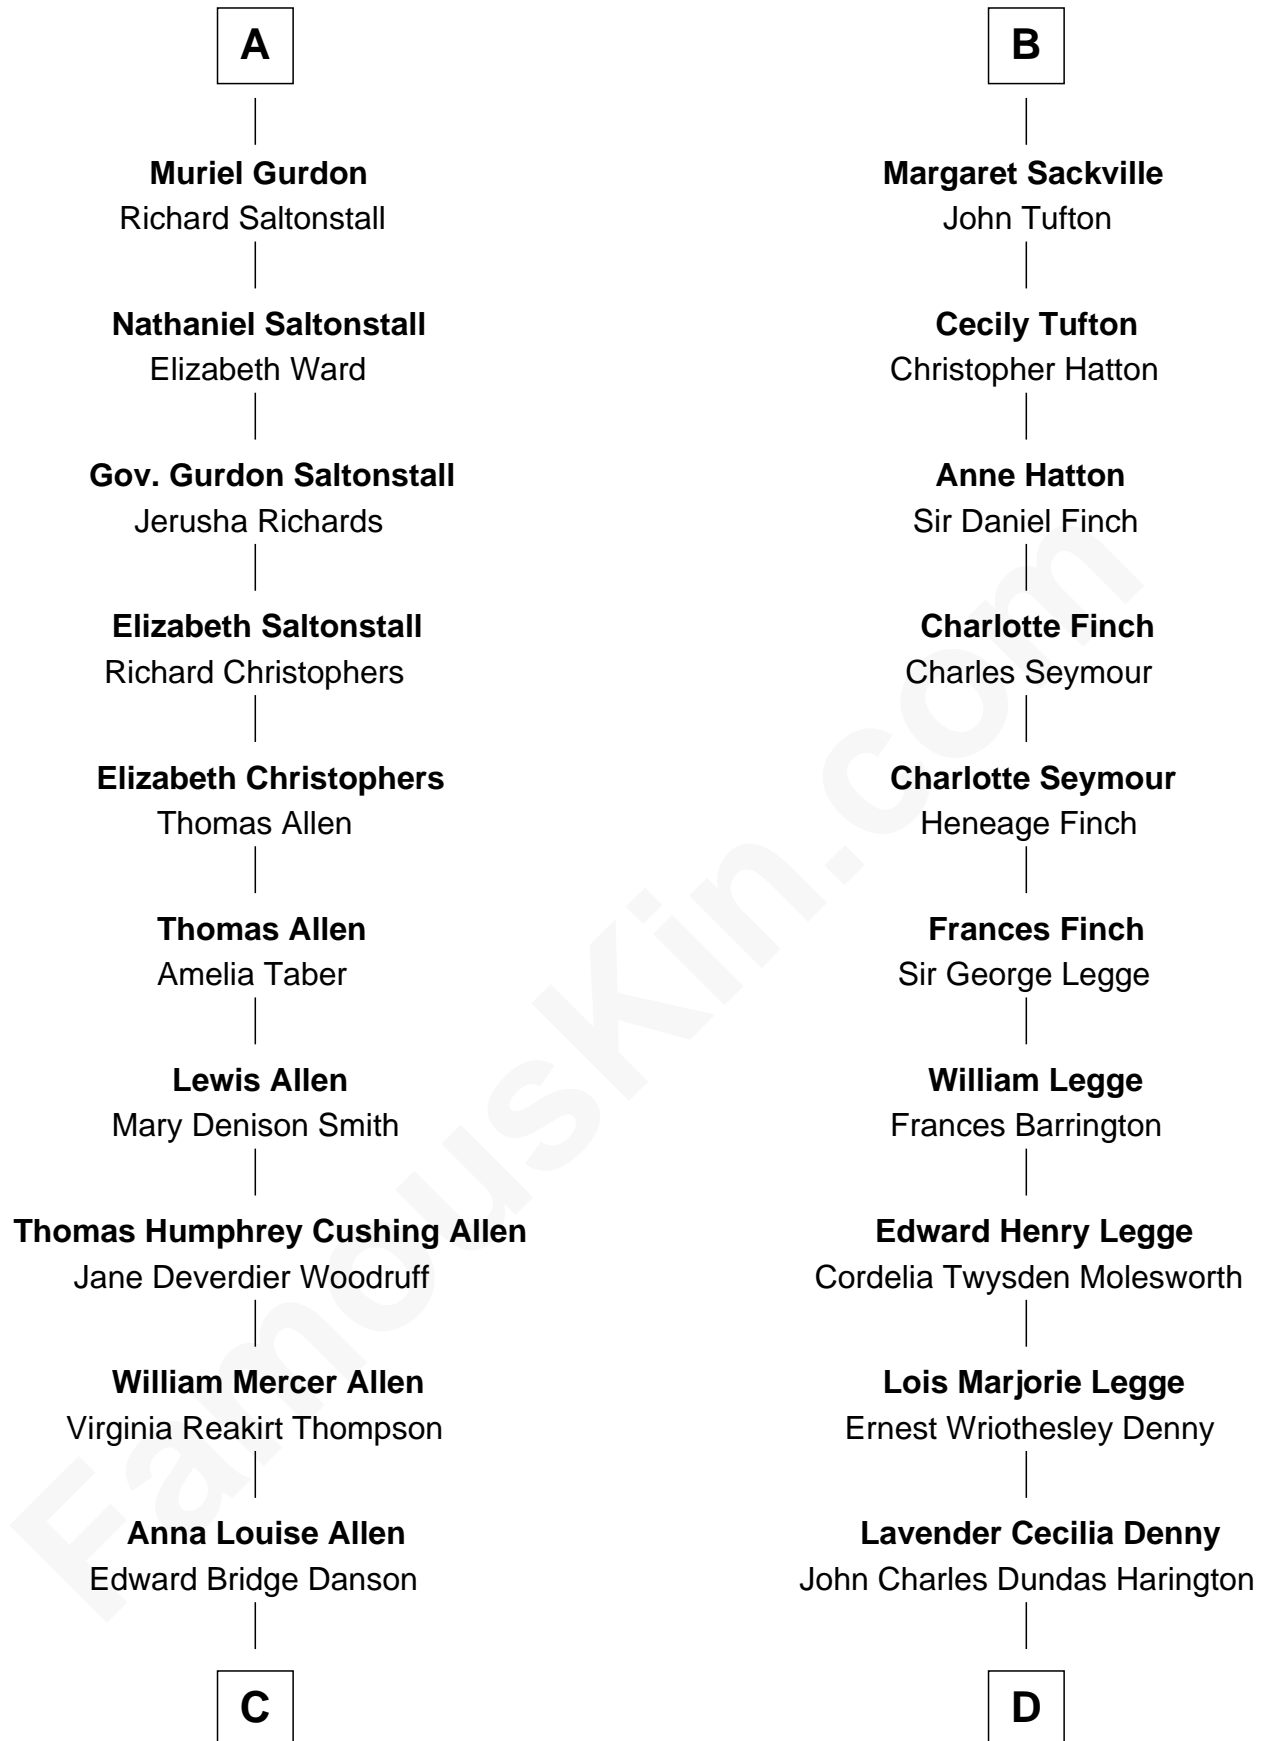 A
Muriel Gurdon
Richard Saltonstall
Nathaniel Saltonstall
Elizabeth Ward
Gov. Gurdon Saltonstall
Jerusha Richards
Elizabeth Saltonstall
Richard Christophers
Elizabeth Christophers
Thomas Allen
Thomas Allen
Amelia Taber
Lewis Allen
Mary Denison Smith
Thomas Humphrey Cushing Allen
Jane Deverdier Woodruff
William Mercer Allen
Virginia Reakirt Thompson
Anna Louise Allen
Edward Bridge Danson
C
B
Margaret Sackville
John Tufton
Cecily Tufton
Christopher Hatton
Anne Hatton
Sir Daniel Finch
Charlotte Finch
Charles Seymour
Charlotte Seymour
Heneage Finch
Frances Finch
Sir George Legge
William Legge
Frances Barrington
Edward Henry Legge
Cordelia Twysden Molesworth
Lois Marjorie Legge
Ernest Wriothesley Denny
Lavender Cecilia Denny
John Charles Dundas Harington
D
FamousKin.com